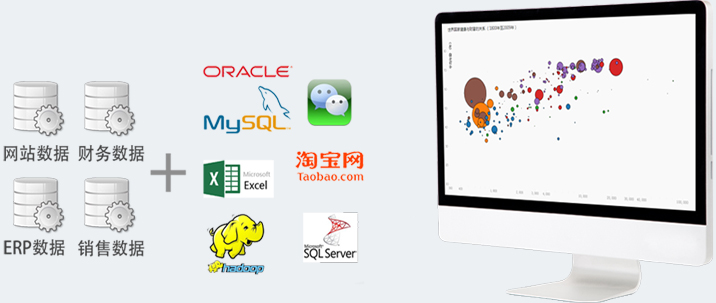 网站数据
财务数据
ERP数据
销售数据
ORACLE
MySQL
Microsoft
Excel
淘宝网
Taobao.com
hadoop
Microsoft
SQL Server